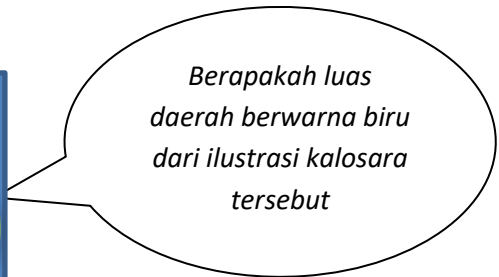 Berapakah luas
daerah berwarna biru
dari ilustrasi kalosara
tersebut